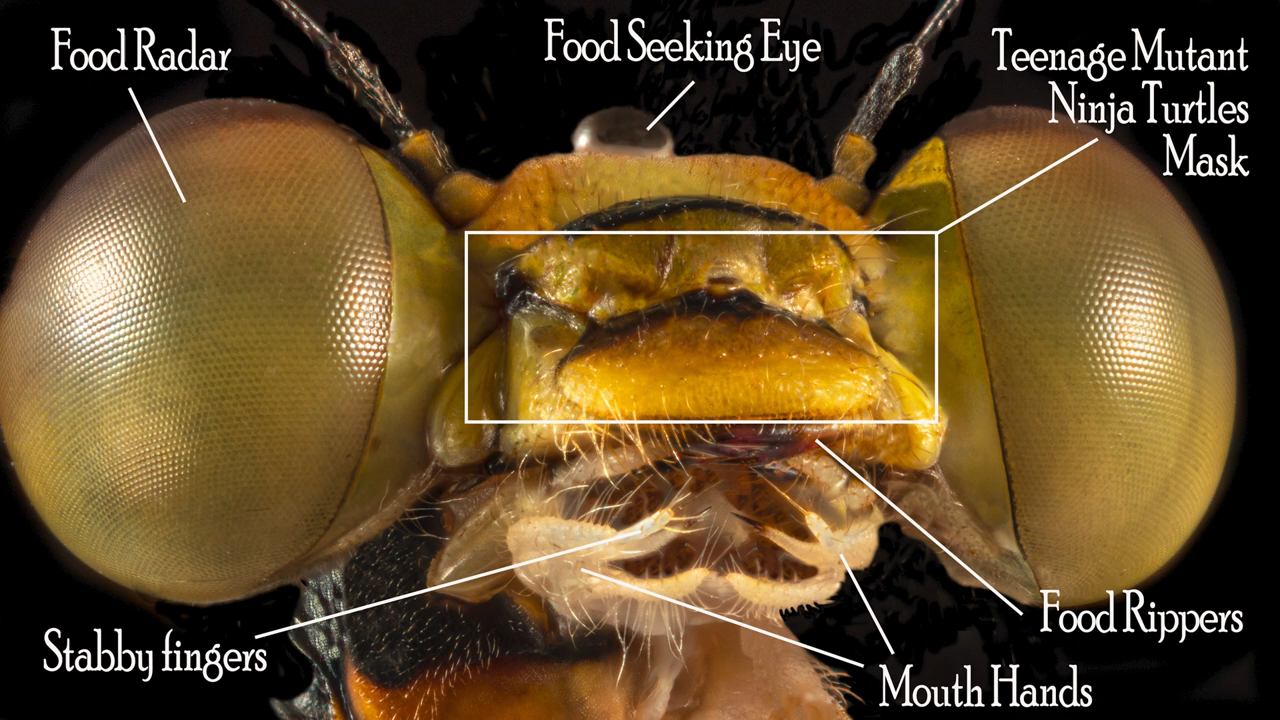 Food Radar
Food Seeking Eye
Teenage Mutant
Ninja Turtles
Mask
Stabby fingers
Food Rippers
Mouth Hands